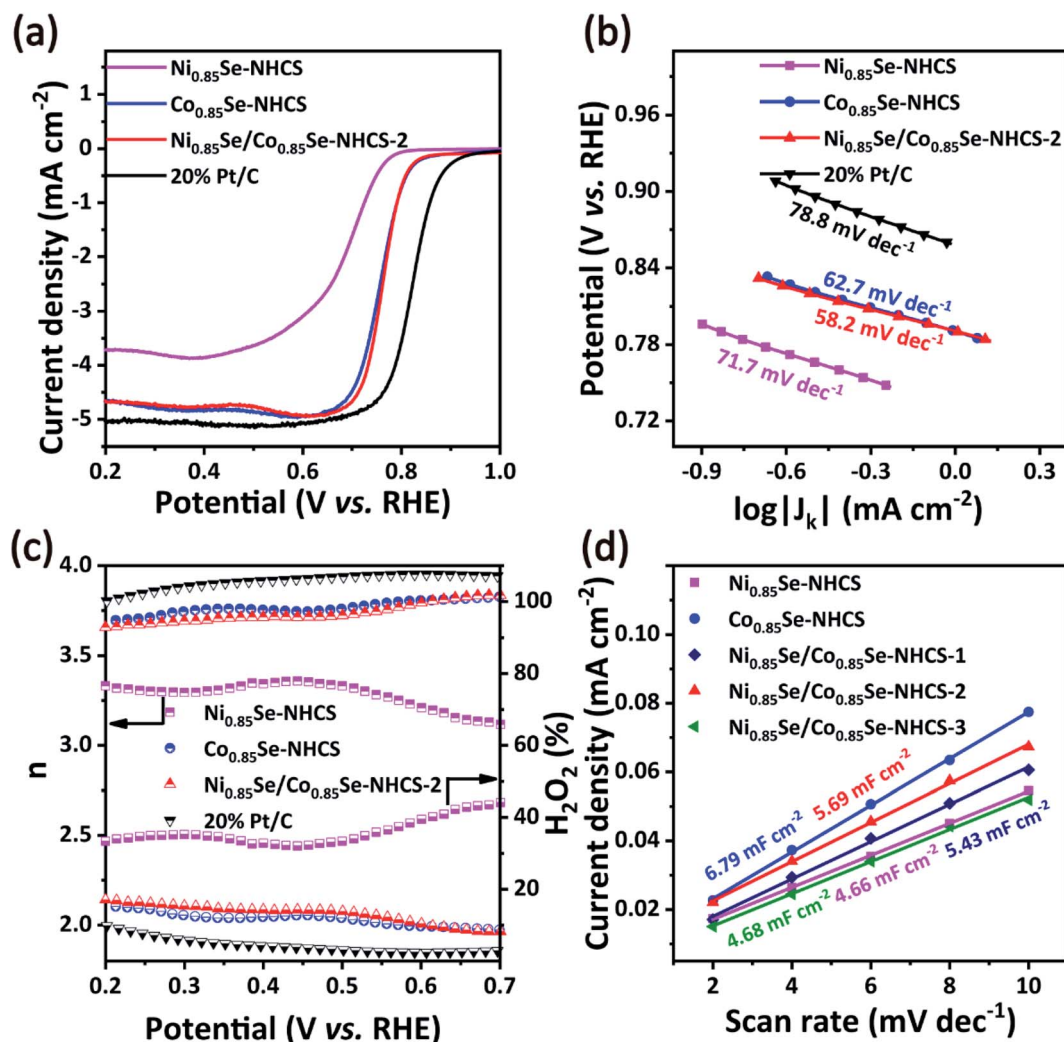 (a)
Ni0.85Se-NHCS
Co0.85Se-NHCS
Ni0.85Se/Co0.85Se-NHCS-2
20% Pt/C
1
0
-1
-2
-3
-4
-5
Current density (mA cm-2)
0.2 0.4 0.6 0.8 1.0
Potential (V vs. RHE)
(b)
Ni0.85Se-NHCS
Co0.85Se-NHCS
Ni0.85Se/Co0.85Se-NHCS-2
20% Pt/C
78.8 mV dec-1
62.7 mV dec-1
58.2 mV dec-1
71.7 mV dec-1
0.96
0.90
0.84
0.78
0.72
Potential (V vs. RHE)
-0.9 -0.6 -0.3 0.0 0.3
log|Jk| (mA cm-2)
(c)
4.0
3.5
3.0
2.5
2.0
n
Ni0.85Se-NHCS
Co0.85Se-NHCS
Ni0.85Se/Co0.85Se-NHCS-2
20% Pt/C
100
80
60
40
20
H2O2 (%)
0.2 0.3 0.4 0.5 0.6 0.7
Potential (V vs. RHE)
(d)
Ni0.85Se-NHCS
Co0.85Se-NHCS
Ni0.85Se/Co0.85Se-NHCS-1
Ni0.85Se/Co0.85Se-NHCS-2
Ni0.85Se/Co0.85Se-NHCS-3
6.79 mF cm-2
5.69 mF cm-2
4.68 mF cm-2
4.66 mF cm-2
5.43 mF cm-2
0.10
0.08
0.06
0.04
0.02
Current density (mA cm-2)
2 4 6 8 10
Scan rate (mV dec-1)